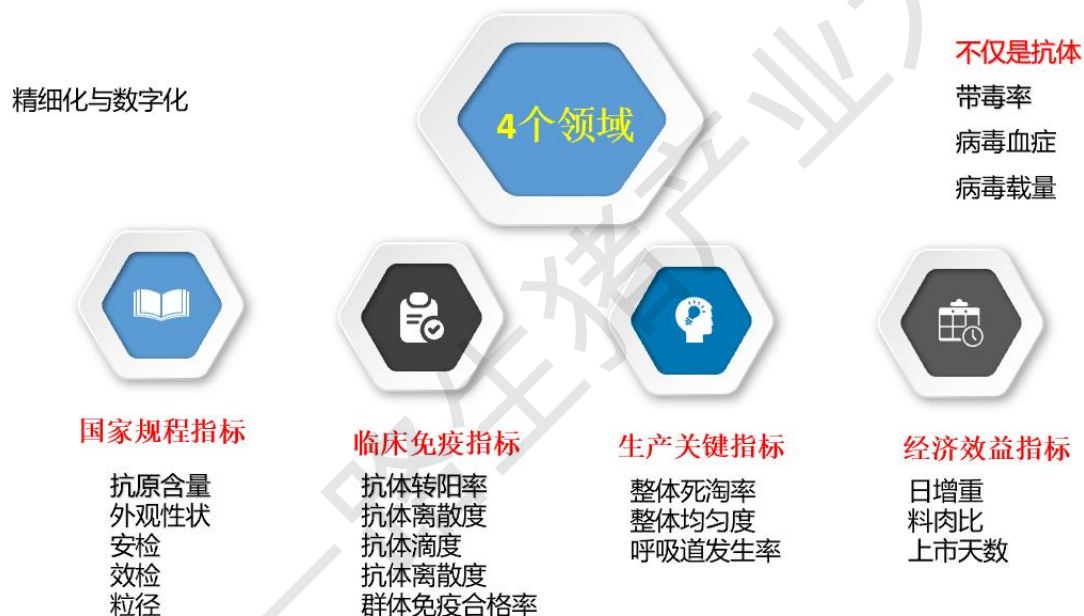 不仅是抗体
精细化与数字化
带毒率
4个领域
病毒血症
病毒载量
国家规程指标
抗原含量
外观性状
安检
效检
粒径
临床免疫指标
抗体转阳率
抗体离散度
抗体滴度
抗体离散度
群体免疫合格率
生产关键指标
整体死淘率
整体均匀度
呼吸道发生率
经济效益指标
日增重
料肉比
上市天数